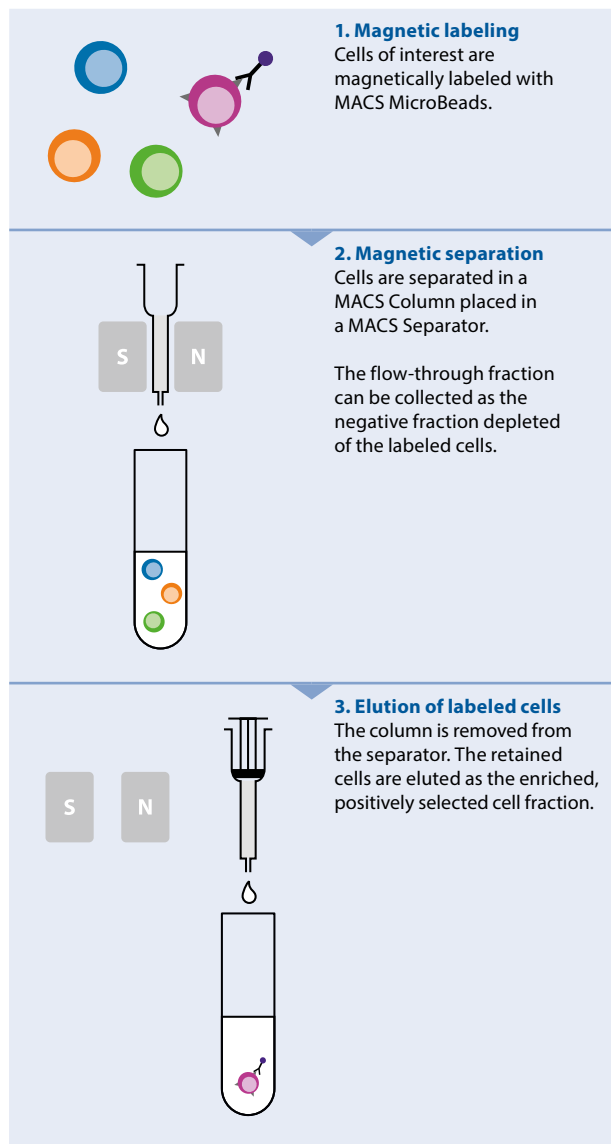 1. Magnetic labeling
Cells of interest are
magnetically labeled with
MACS MicroBeads.
2. Magnetic separation
Cells are separated in a
MACS Column placed in
a MACS Separator.
The flow-through fraction
can be collected as the
negative fraction depleted
of the labeled cells.
S N
3. Elution of labeled cells
The column is removed from
the separator. The retained
cells are eluted as the enriched,
positively selected cell fraction.
S N